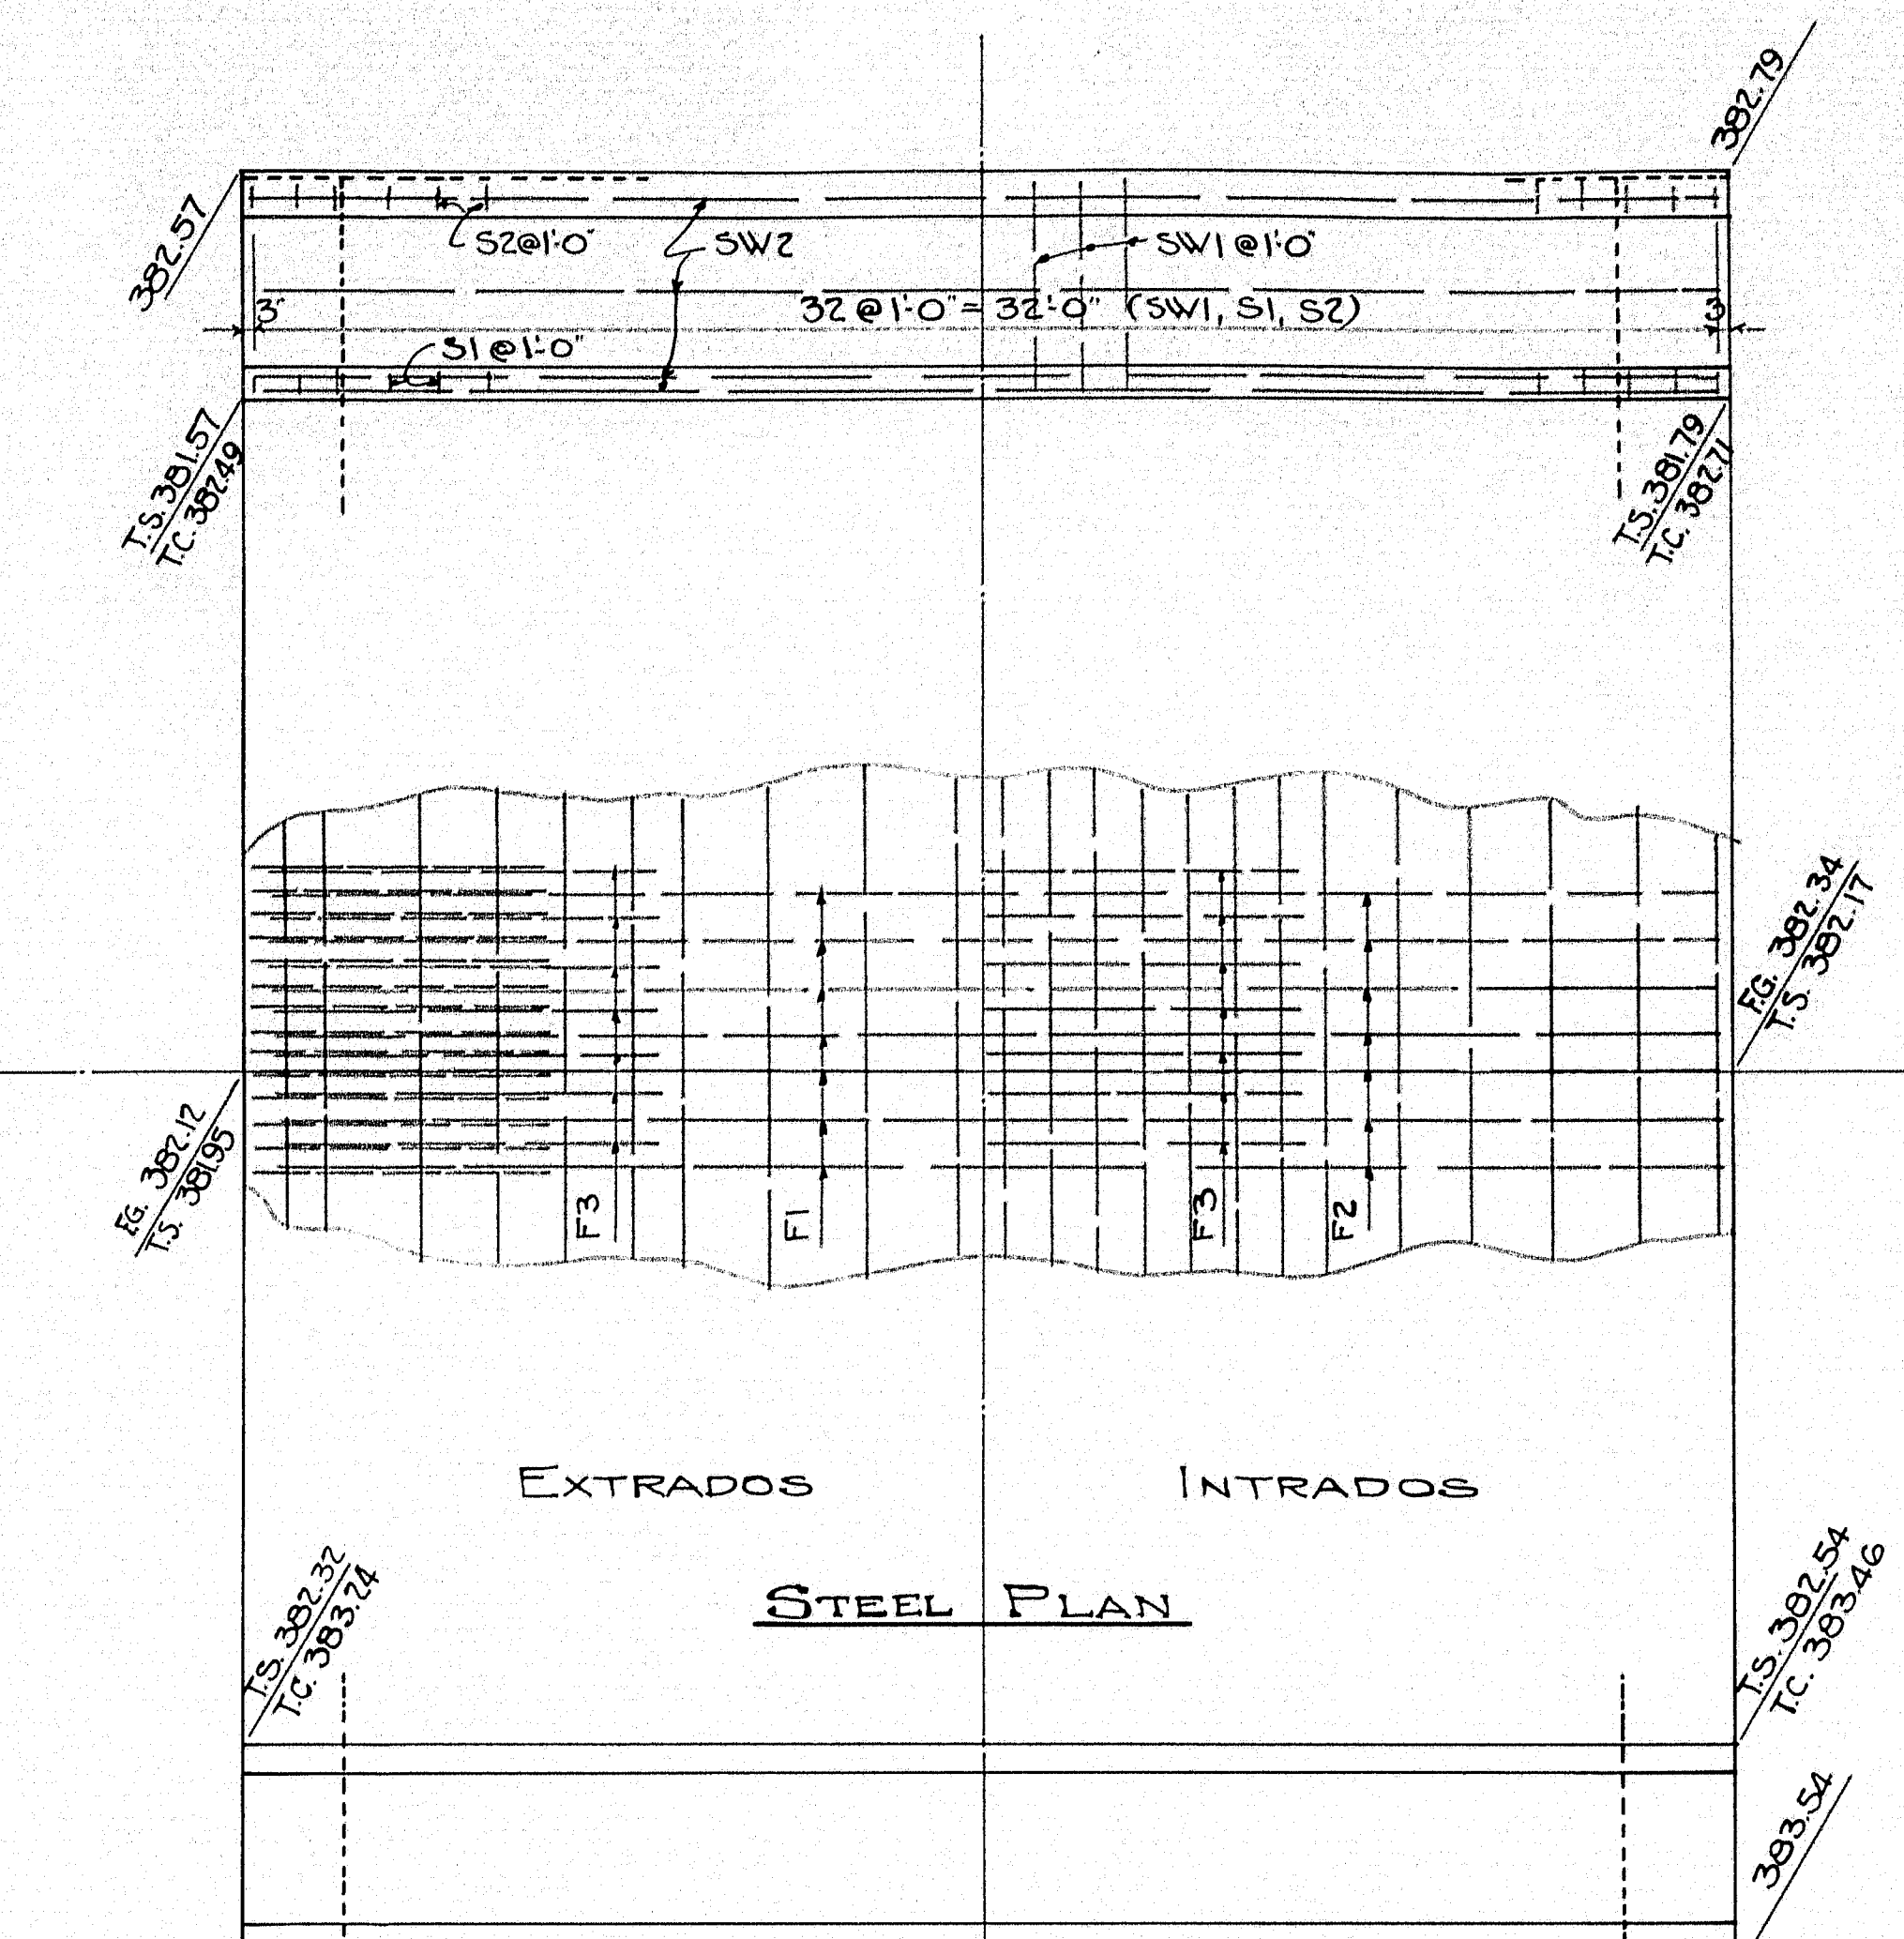 382.79
382.57
S2@1'-0"
SW2
SW1@1'-0"
3"
32@1'-0"=32'-0" (SW1, S1, S2)
3
S1@1'-0"
T.S. 381.57
T.C. 382.49
T.S. 381.79
T.C. 382.71
F.G. 382.34
T.S. 382.17
F.G. 382.12
T.S. 381.95
F3
F1
F3
F2
EXTRADOS
INTRADOS
STEEL PLAN
T.S. 382.32
T.C. 383.24
T.S. 382.54
T.C. 383.46
383.54